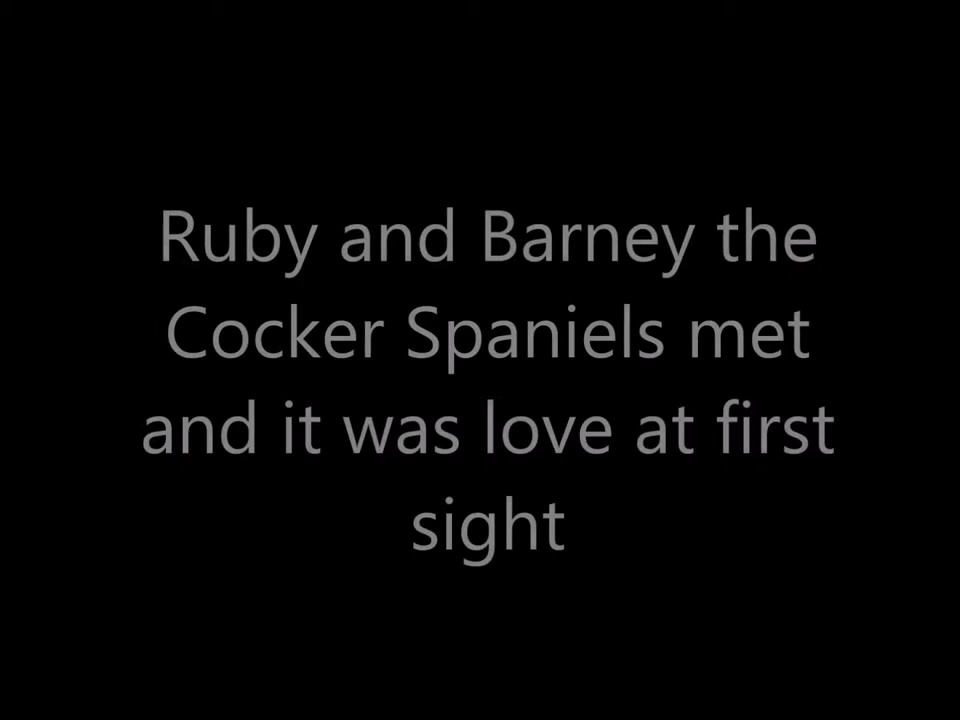 Ruby and Barney the
Cocker Spaniels met
and it was love at first
sight